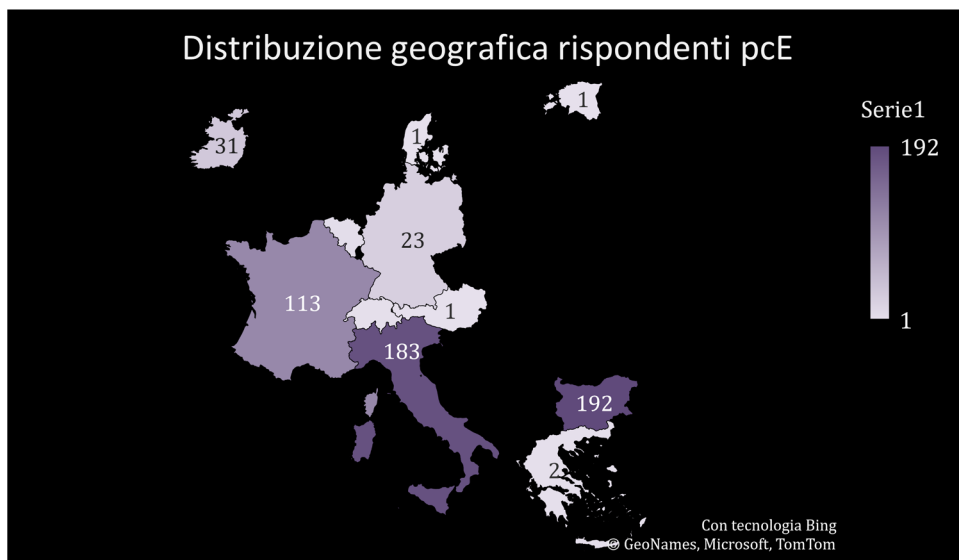 Distribuzione geografica rispondenti pcE
1
Serie1
31
1
192
23
113
1
1
183
192
2
Con tecnologia Bing
© GeoNames, Microsoft, TomTom